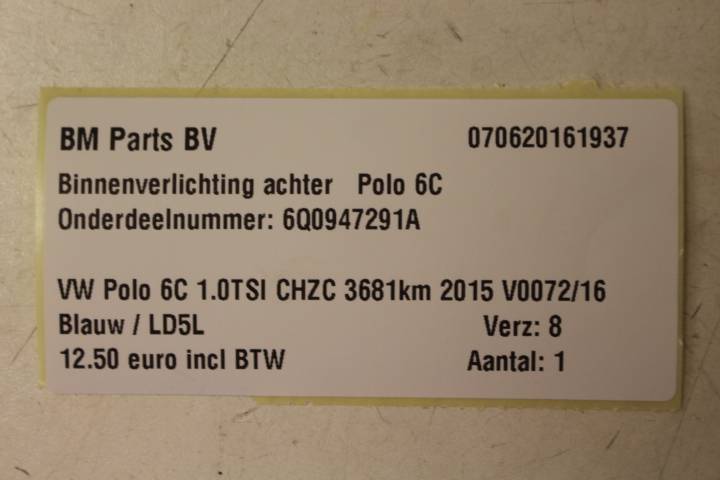 BM Parts BV 070620161937
Binnenverlichting achter Polo 6C
Onderdeelnummer: 6Q0947291A
VW Polo 6C 1.0TSI CHZC 3681km 2015 V0072/16
Blauw / LD5L Verz: 8
12.50 euro incl BTW Aantal: 1